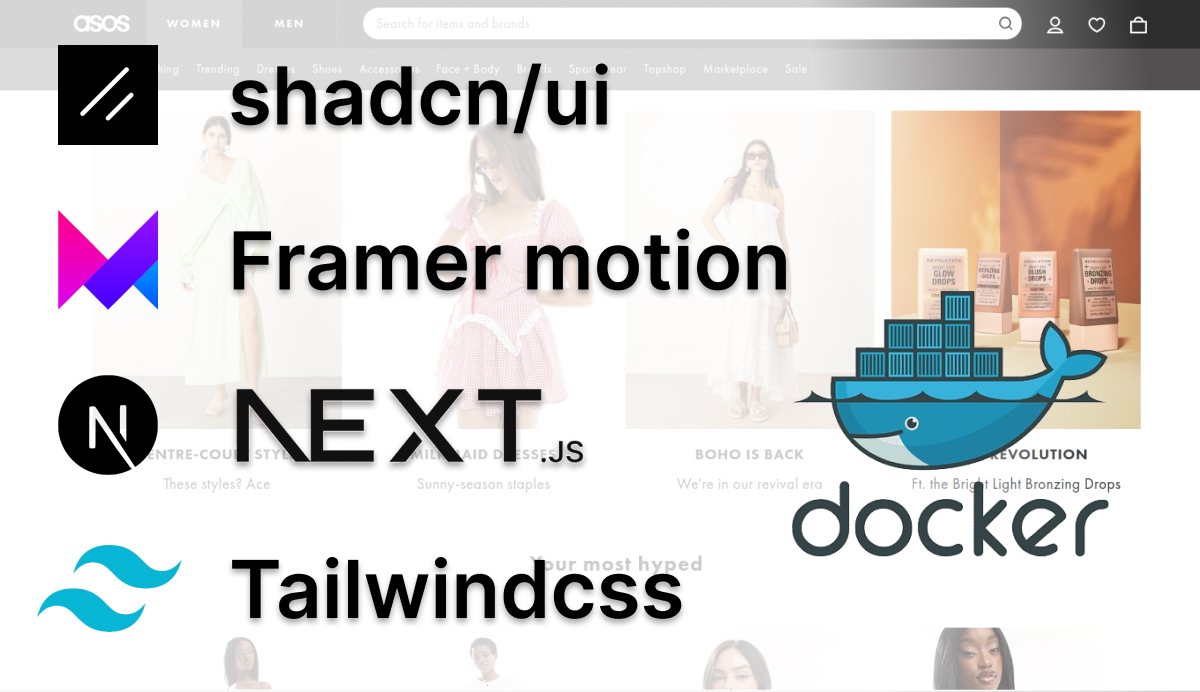 asos
WOMEN
MEN
Search for items and brands
Trending
Shoes
Face + Body
Topshop
Marketplace
Sale
shadcn/ui
Framer motion
REVOLUTION
GLOW
DROPS
BRONZING
DROPS
BLUSH
DROPS
REVOLUTION
BRONZING
DROPS
NEXT.JS
These styles? Ace
Sunny-season staples
BOHO IS BACK
We're in our revival era
REVOLUTION
Ft. the Bright Light Bronzing Drops
docker
Your most hyped
Tailwindcss